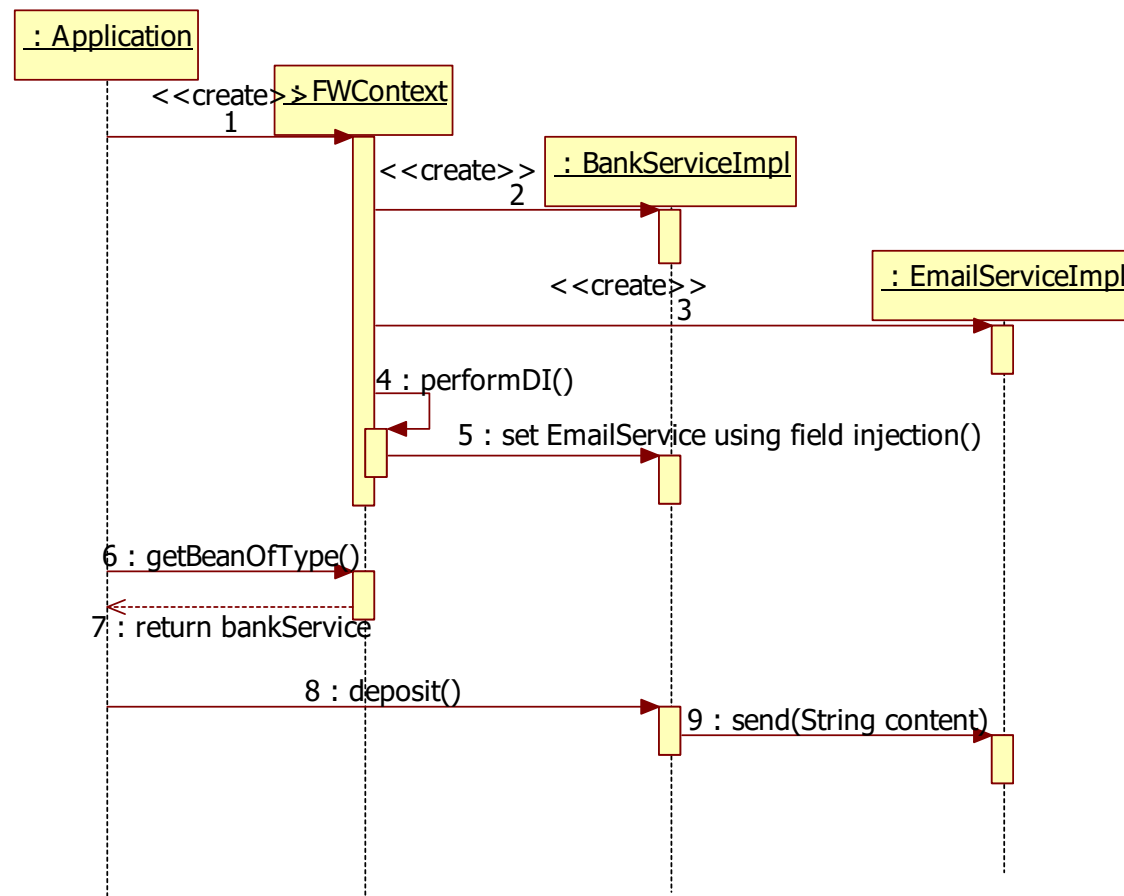 : Application
<<create>>
1
: FWContext
<<create>>
2
: BankServiceImpl
<<create>>
3
: EmailServiceImpl
4 : performDI()
5 : set EmailService using field injection()
6 : getBeanOfType()
7 : return bankService
8 : deposit()
9 : send(String content)